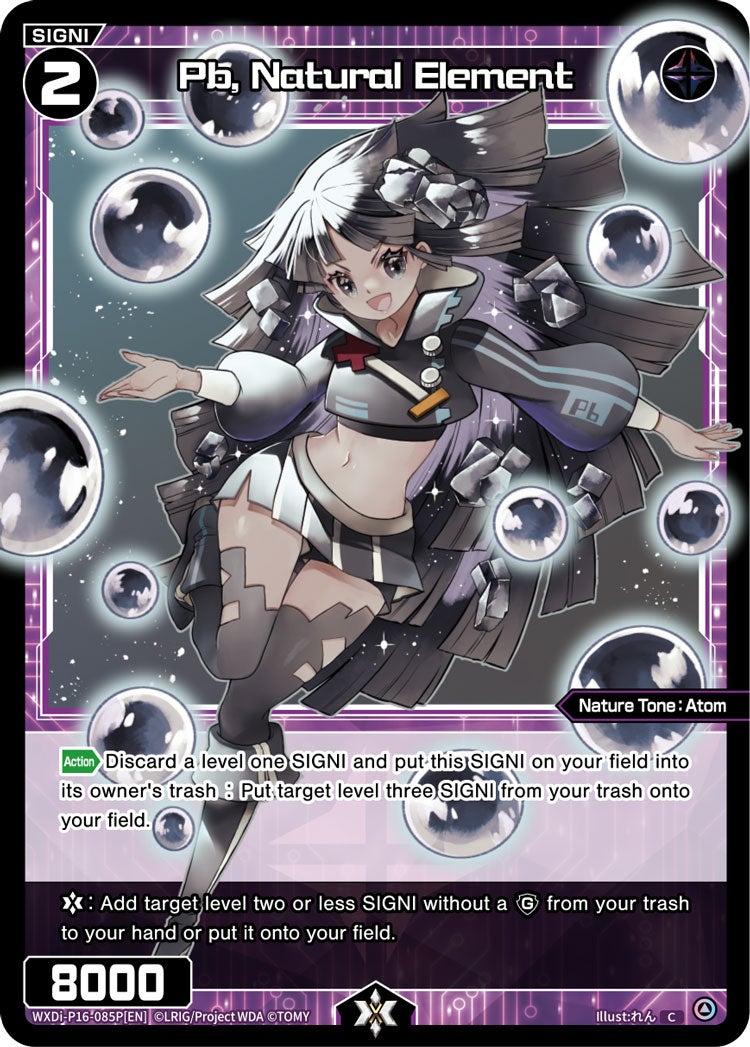 SIGNI
2
Pb, Natural Element
Pb
Nature Tone : Atom
Action Discard a level one SIGNI and put this SIGNI on your field into
its owner's trash : Put target level three SIGNI from your trash onto
your field.
: Add target level two or less SIGNI without a G from your trash
to your hand or put it onto your field.
8000
WXDi-P16-085P[EN] ©LRIG/Project WDA ©TOMY
Illust:れん C